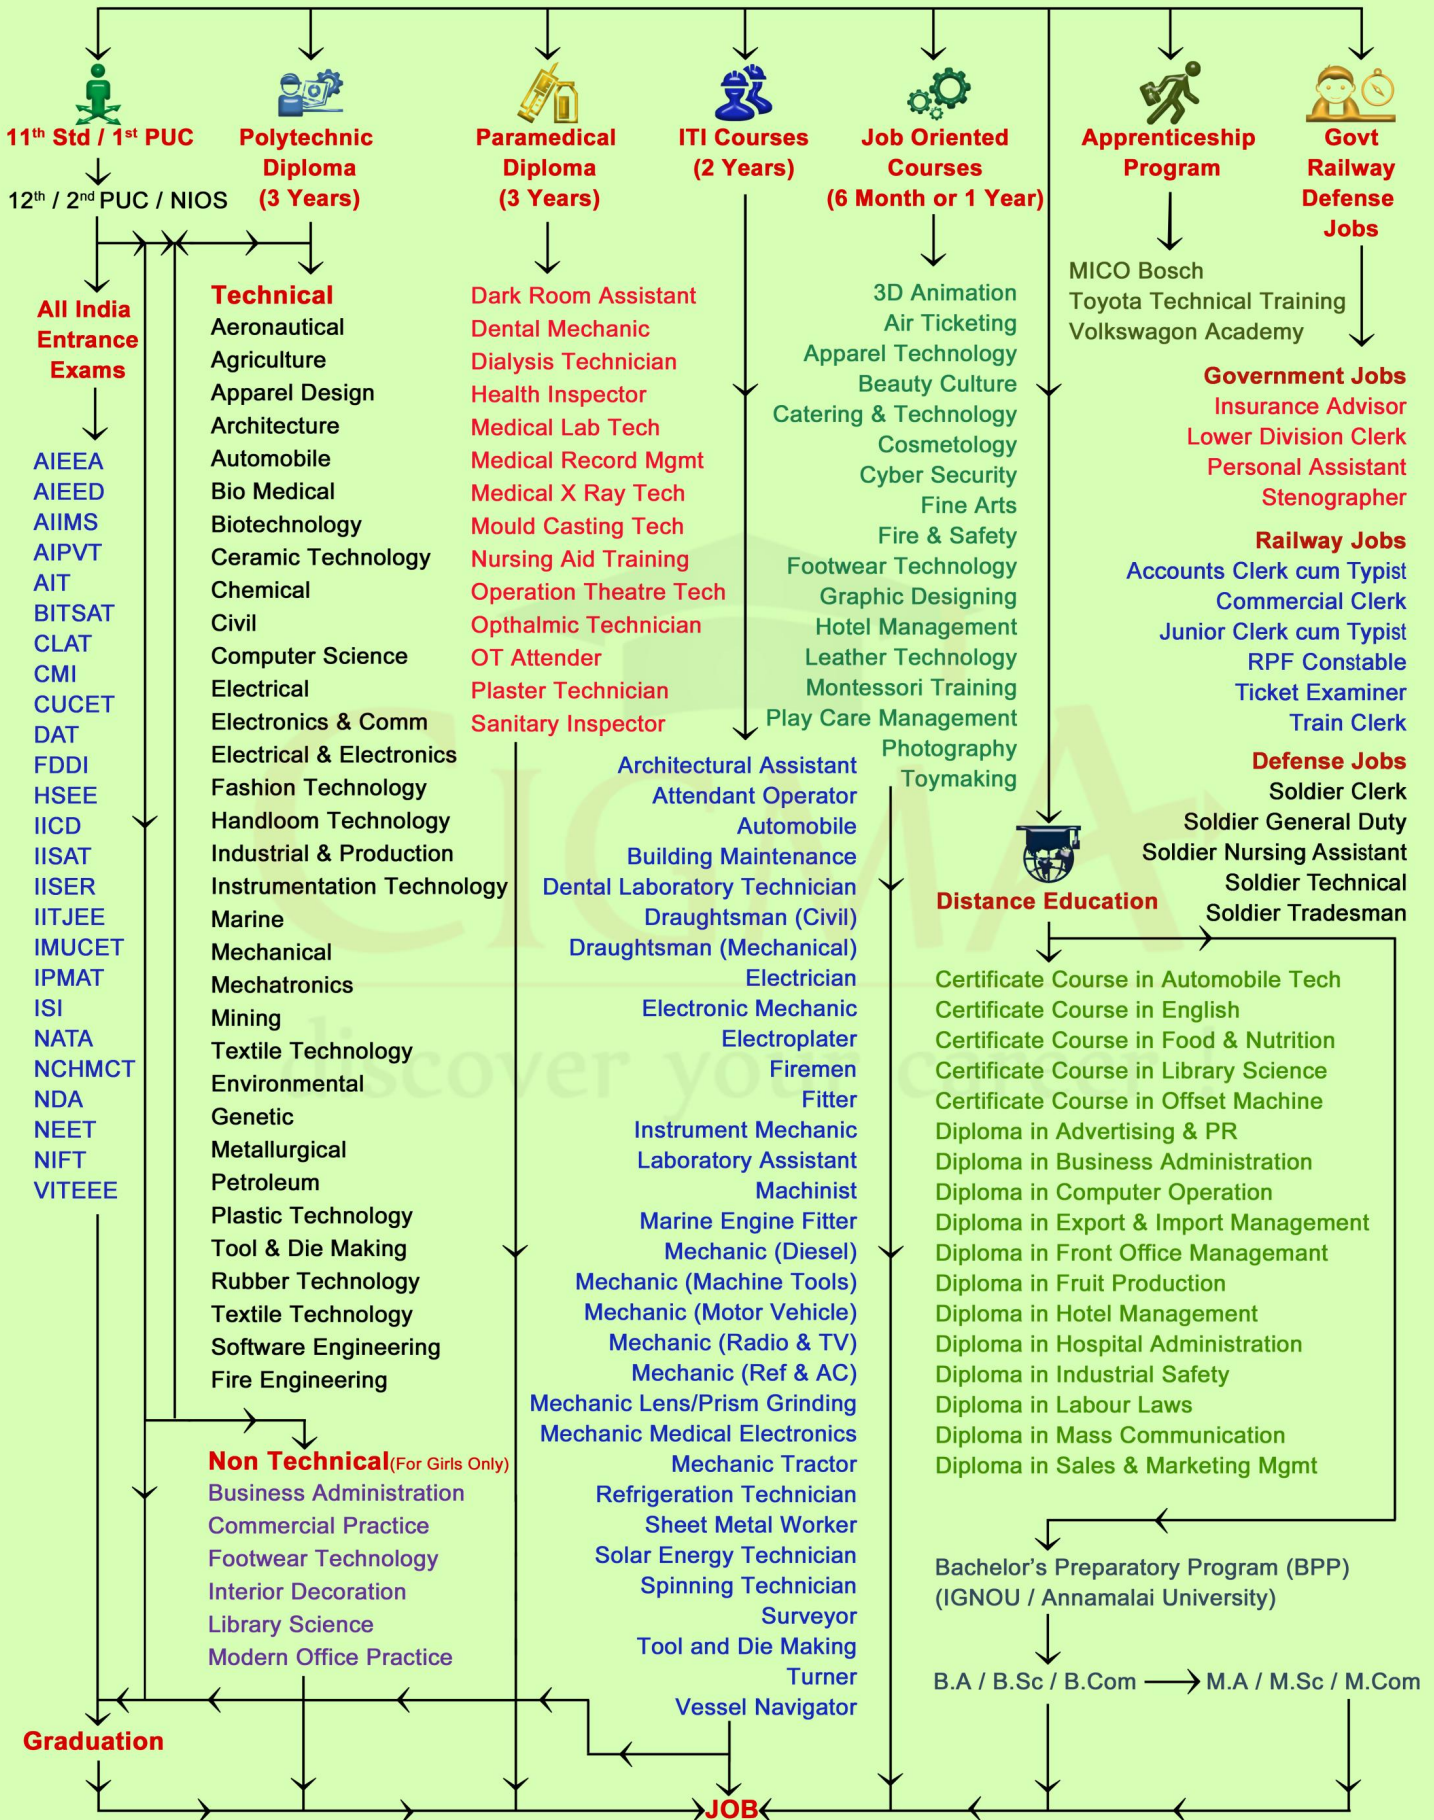 11th Std / 1st PUC
12th / 2nd PUC / NIOS
All India
Entrance
Exams
AIEEA
AIEED
AIIMS
AIPVT
AIT
BITSAT
CLAT
CMI
CUCET
DAT
FDDI
HSEE
IICD
IISAT
IISER
IITJEE
IMUCET
IPMAT
ISI
NATA
NCHMCT
NDA
NEET
NIFT
VITEEE
Graduation
Polytechnic
Diploma
(3 Years)
Technical
Aeronautical
Agriculture
Apparel Design
Architecture
Automobile
Bio Medical
Biotechnology
Ceramic Technology
Chemical
Civil
Computer Science
Electrical
Electronics & Comm
Electrical & Electronics
Fashion Technology
Handloom Technology
Industrial & Production
Instrumentation Technology
Marine
Mechanical
Mechatronics
Mining
Textile Technology
Environmental
Genetic
Metallurgical
Petroleum
Plastic Technology
Tool & Die Making
Rubber Technology
Textile Technology
Software Engineering
Fire Engineering
Non Technical(For Girls Only)
Business Administration
Commercial Practice
Footwear Technology
Interior Decoration
Library Science
Modern Office Practice
Paramedical
Diploma
(3 Years)
Dark Room Assistant
Dental Mechanic
Dialysis Technician
Health Inspector
Medical Lab Tech
Medical Record Mgmt
Medical X Ray Tech
Mould Casting Tech
Nursing Aid Training
Operation Theatre Tech
Opthalmic Technician
OT Attender
Plaster Technician
Sanitary Inspector
ITI Courses
(2 Years)
Architectural Assistant
Attendant Operator
Automobile
Building Maintenance
Dental Laboratory Technician
Draughtsman (Civil)
Draughtsman (Mechanical)
Electrician
Electronic Mechanic
Electroplater
Firemen
Fitter
Instrument Mechanic
Laboratory Assistant
Machinist
Marine Engine Fitter
Mechanic (Diesel)
Mechanic (Machine Tools)
Mechanic (Motor Vehicle)
Mechanic (Radio & TV)
Mechanic (Ref & AC)
Mechanic Lens/Prism Grinding
Mechanic Medical Electronics
Mechanic Tractor
Refrigeration Technician
Sheet Metal Worker
Solar Energy Technician
Spinning Technician
Surveyor
Tool and Die Making
Turner
Vessel Navigator
JOB
Job Oriented
Courses
(6 Month or 1 Year)
3D Animation
Air Ticketing
Apparel Technology
Beauty Culture
Catering & Technology
Cosmetology
Cyber Security
Fine Arts
Fire & Safety
Footwear Technology
Graphic Designing
Hotel Management
Leather Technology
Montessori Training
Play Care Management
Photography
Toymaking
Distance Education
Certificate Course in Automobile Tech
Certificate Course in English
Certificate Course in Food & Nutrition
Certificate Course in Library Science
Certificate Course in Offset Machine
Diploma in Advertising & PR
Diploma in Business Administration
Diploma in Computer Operation
Diploma in Export & Import Management
Diploma in Front Office Managemant
Diploma in Fruit Production
Diploma in Hotel Management
Diploma in Hospital Administration
Diploma in Industrial Safety
Diploma in Labour Laws
Diploma in Mass Communication
Diploma in Sales & Marketing Mgmt
Bachelor's Preparatory Program (BPP)
(IGNOU / Annamalai University)
B.A / B.Sc / B.Com
M.A / M.Sc / M.Com
Apprenticeship
Program
MICO Bosch
Toyota Technical Training
Volkswagon Academy
Govt
Railway
Defense
Jobs
Government Jobs
Insurance Advisor
Lower Division Clerk
Personal Assistant
Stenographer
Railway Jobs
Accounts Clerk cum Typist
Commercial Clerk
Junior Clerk cum Typist
RPF Constable
Ticket Examiner
Train Clerk
Defense Jobs
Soldier Clerk
Soldier General Duty
Soldier Nursing Assistant
Soldier Technical
Soldier Tradesman
CIGMA
discover your career !